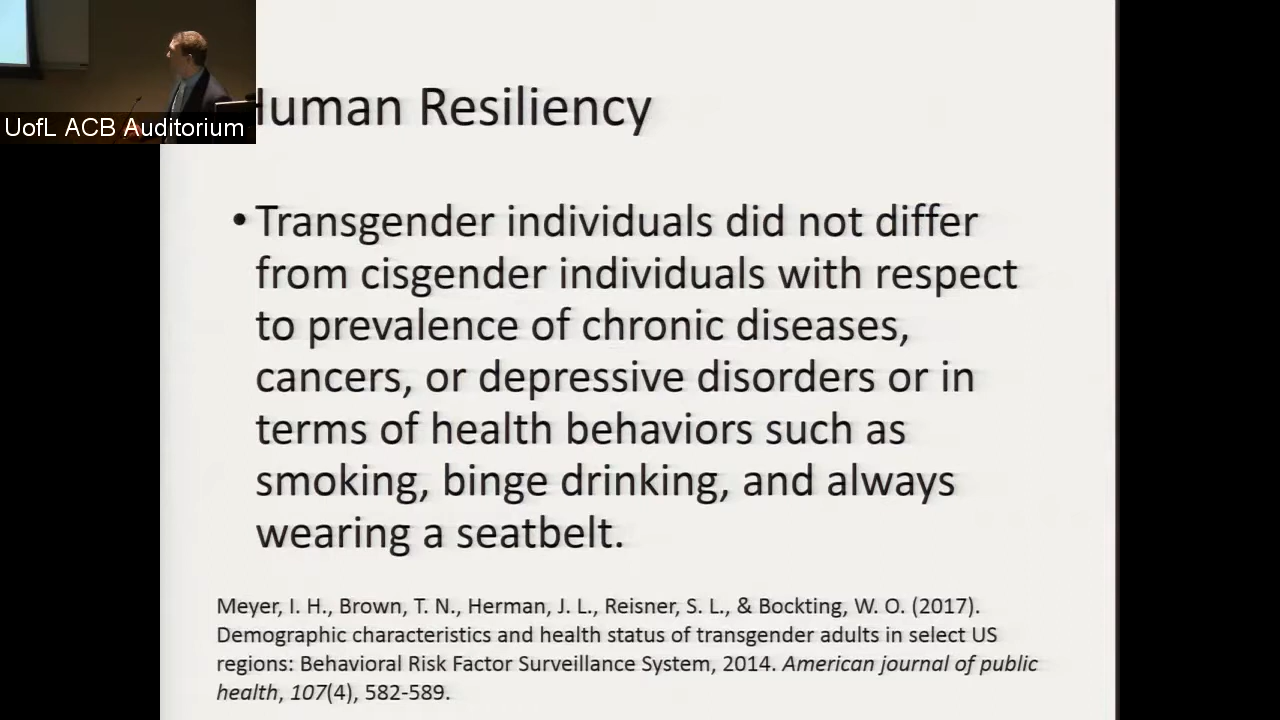 UofL ACB Auditorium
Human Resiliency
• Transgender individuals did not differ
from cisgender individuals with respect
to prevalence of chronic diseases,
cancers, or depressive disorders or in
terms of health behaviors such as
smoking, binge drinking, and always
wearing a seatbelt.
Meyer, I. H., Brown, T. N., Herman, J. L., Reisner, S. L., & Bockting, W. O. (2017).
Demographic characteristics and health status of transgender adults in select US
regions: Behavioral Risk Factor Surveillance System, 2014. American journal of public
health, 107(4), 582-589.